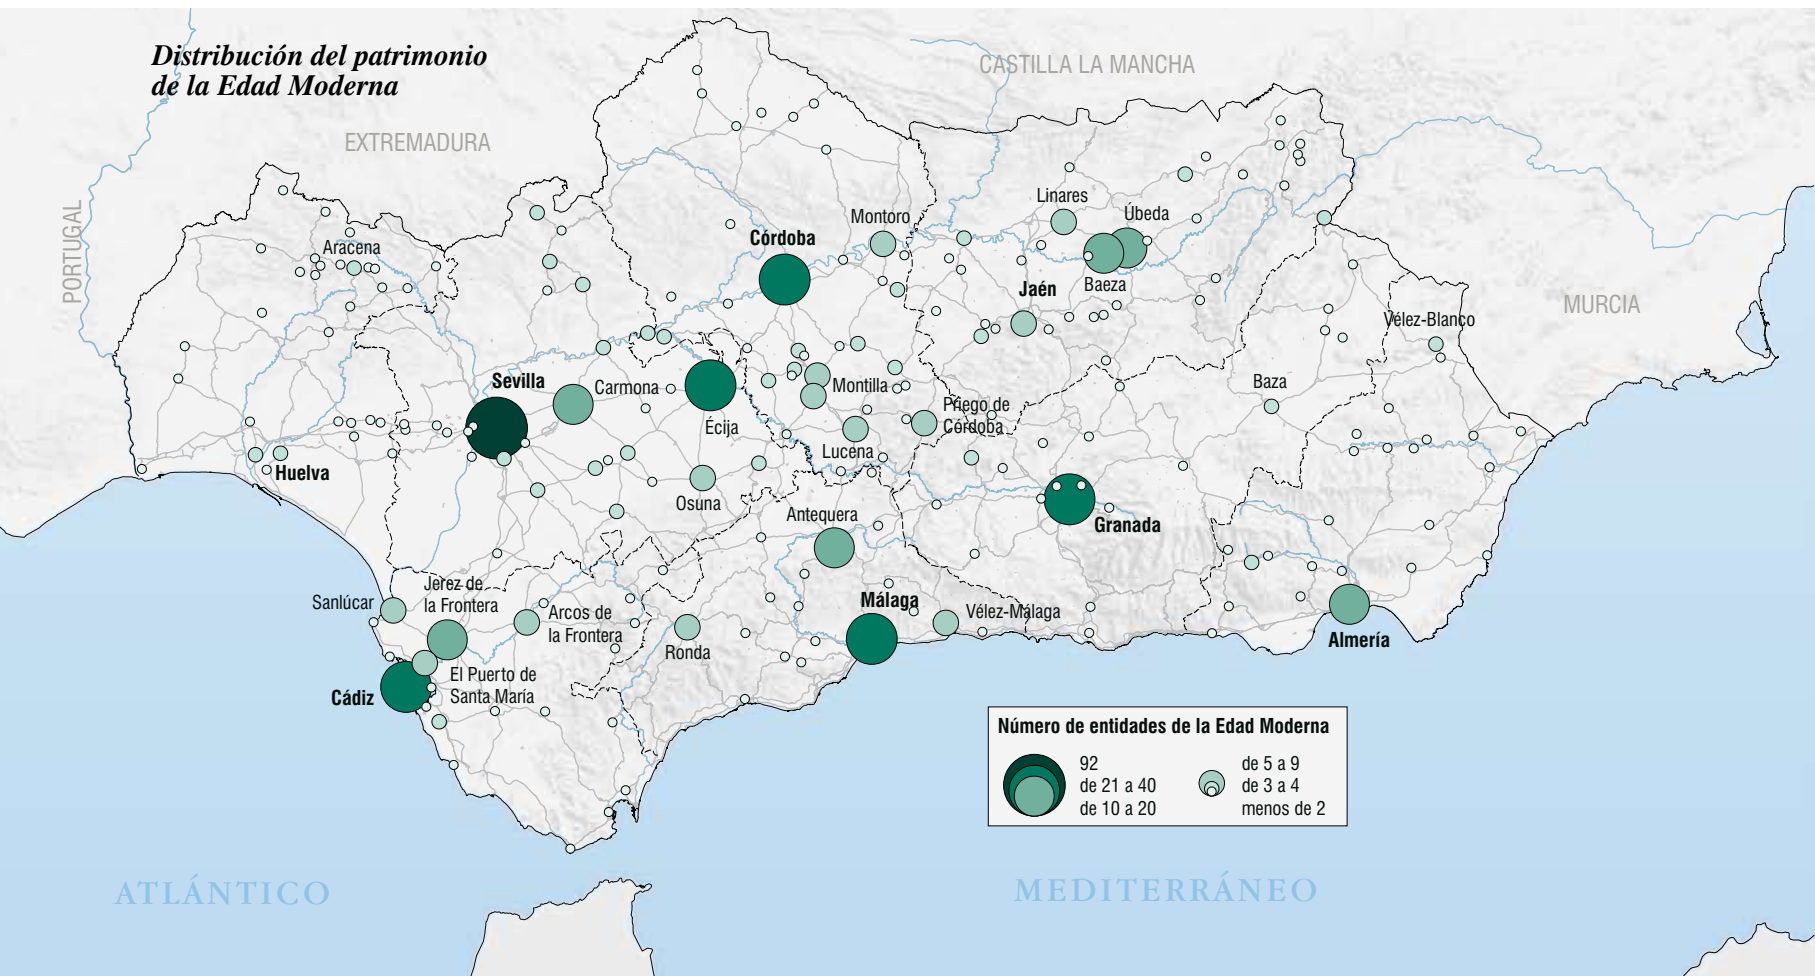 Distribución del patrimonio
de la Edad Moderna
CASTILLA LA MANCHA
EXTREMADURA
PORTUGAL
MURCIA
Linares
Úbeda
Montoro
Córdoba
Aracena
Baeza
Jaén
Vélez-Blanco
Sevilla
Carmona
Montilla
Baza
Écija
Priego de
Córdoba
Lucena
Huelva
Osuna
Antequera
Granada
Jerez de
la Frontera
Sanlúcar
Arcos de
la Frontera
Málaga
Vélez-Málaga
Ronda
Almería
El Puerto de
Santa María
Cádiz
Número de entidades de la Edad Moderna
92
de 21 a 40
de 10 a 20
de 5 a 9
de 3 a 4
menos de 2
ATLÁNTICO
MEDITERRÁNEO